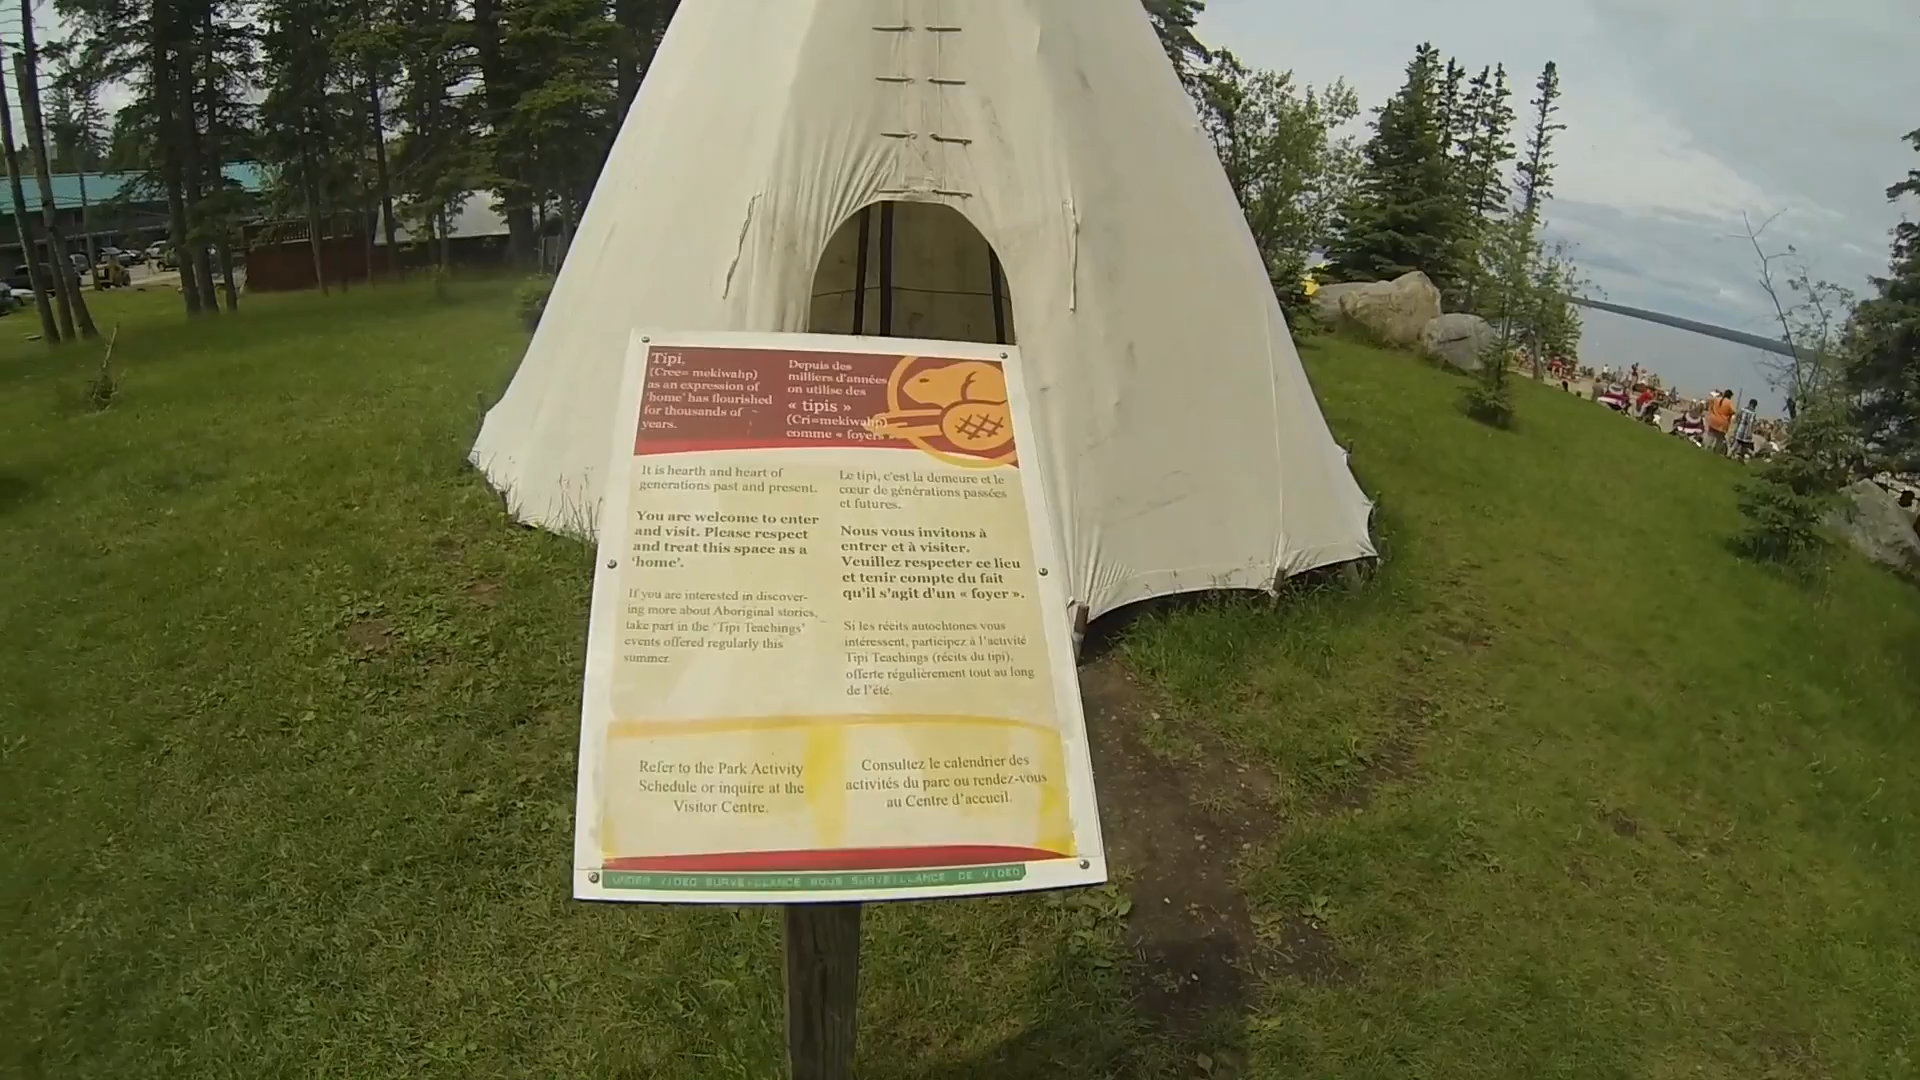 Tipi,
(Cree= mekiwahp)
as an expression of
'home' has flourished
for thousands of
years.
Depuis des
milliers d'années
on utilise des
« tipis »
(Cri=mekiwahp)
comme « foyers
It is hearth and heart of
generations past and present.
You are welcome to enter
and visit. Please respect
and treat this space as a
'home'.
If you are interested in discover-
ing more about Aboriginal stories,
take part in the 'Tipi Teachings'
events offered regularly this
summer.
Le tipi, c'est la demeure et le
cœur de générations passées
et futures.
Nous vous invitons à
entrer et à visiter.
Veuillez respecter ce lieu
et tenir compte du fait
qu'il s'agit d'un « foyer ».
Si les récits autochtones vous
intéressent, participez à l'activité
Tipi Teachings (récits du tipi),
offerte régulièrement tout au long
de l'été.
Refer to the Park Activity
Schedule or inquire at the
Visitor Centre.
Consultez le calendrier des
activités du parc ou rendez-vous
au Centre d'accueil.
UNDER VIDEO SURVEILLANCE SOUS SURVEILLANCE DE VIDEO